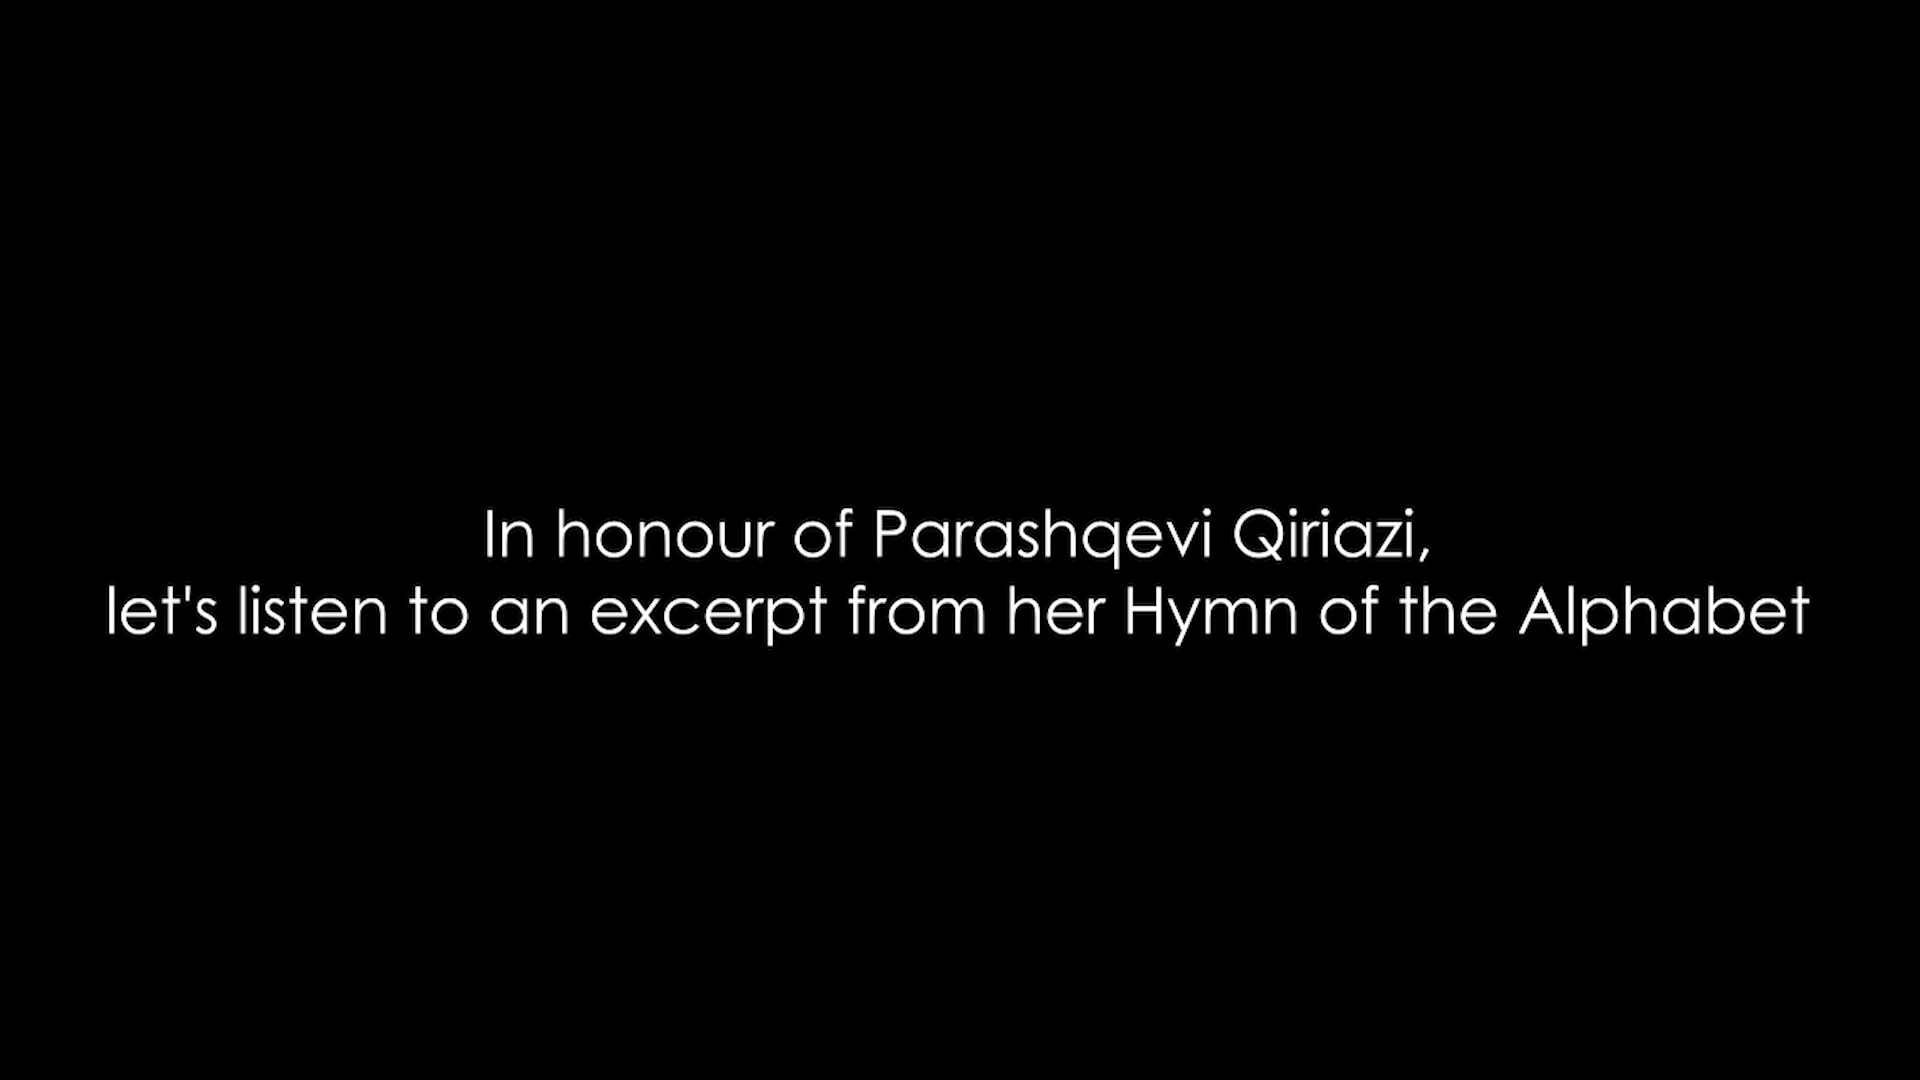 In honour of Parashqevi Qiriazi,
let's listen to an excerpt from her Hymn of the Alphabet